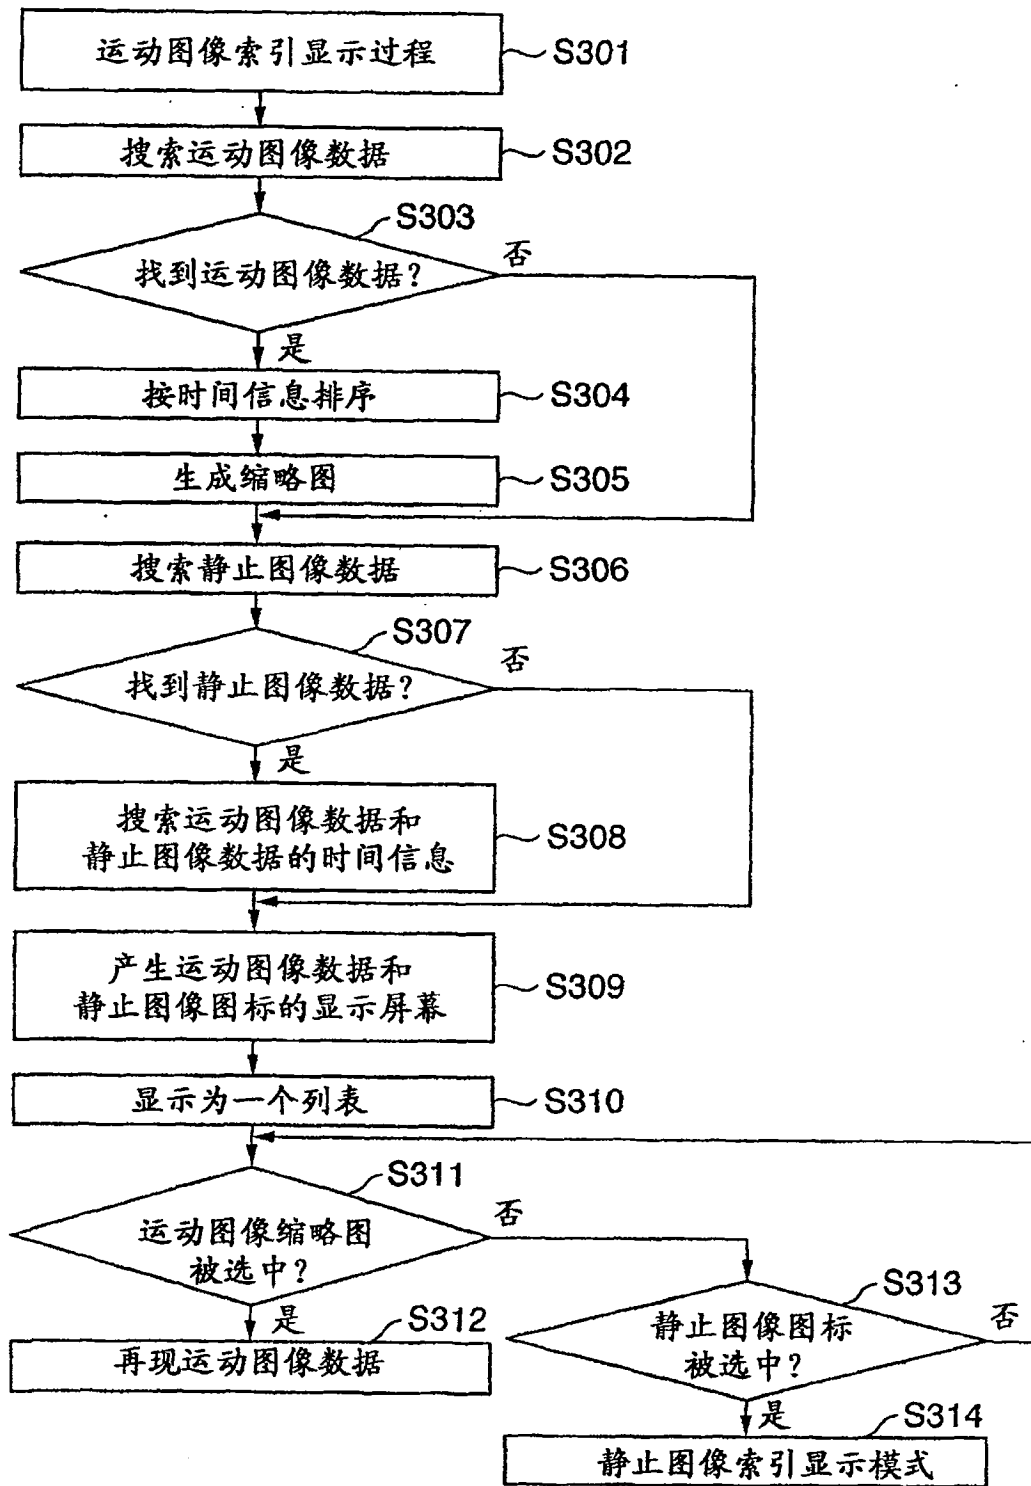 运动图像索引显示过程
S301
搜索运动图像数据
S302
S303
找到运动图像数据?
否
是
按时间信息排序
S304
生成缩略图
S305
搜索静止图像数据
S306
S307
找到静止图像数据?
否
是
搜索运动图像数据和
静止图像数据的时间信息
S308
产生运动图像数据和
静止图像图标的显示屏幕
S309
显示为一个列表
S310
S311
运动图像缩略图
被选中?
否
是
S312
再现运动图像数据
S313
静止图像图标
被选中?
否
是
S314
静止图像索引显示模式